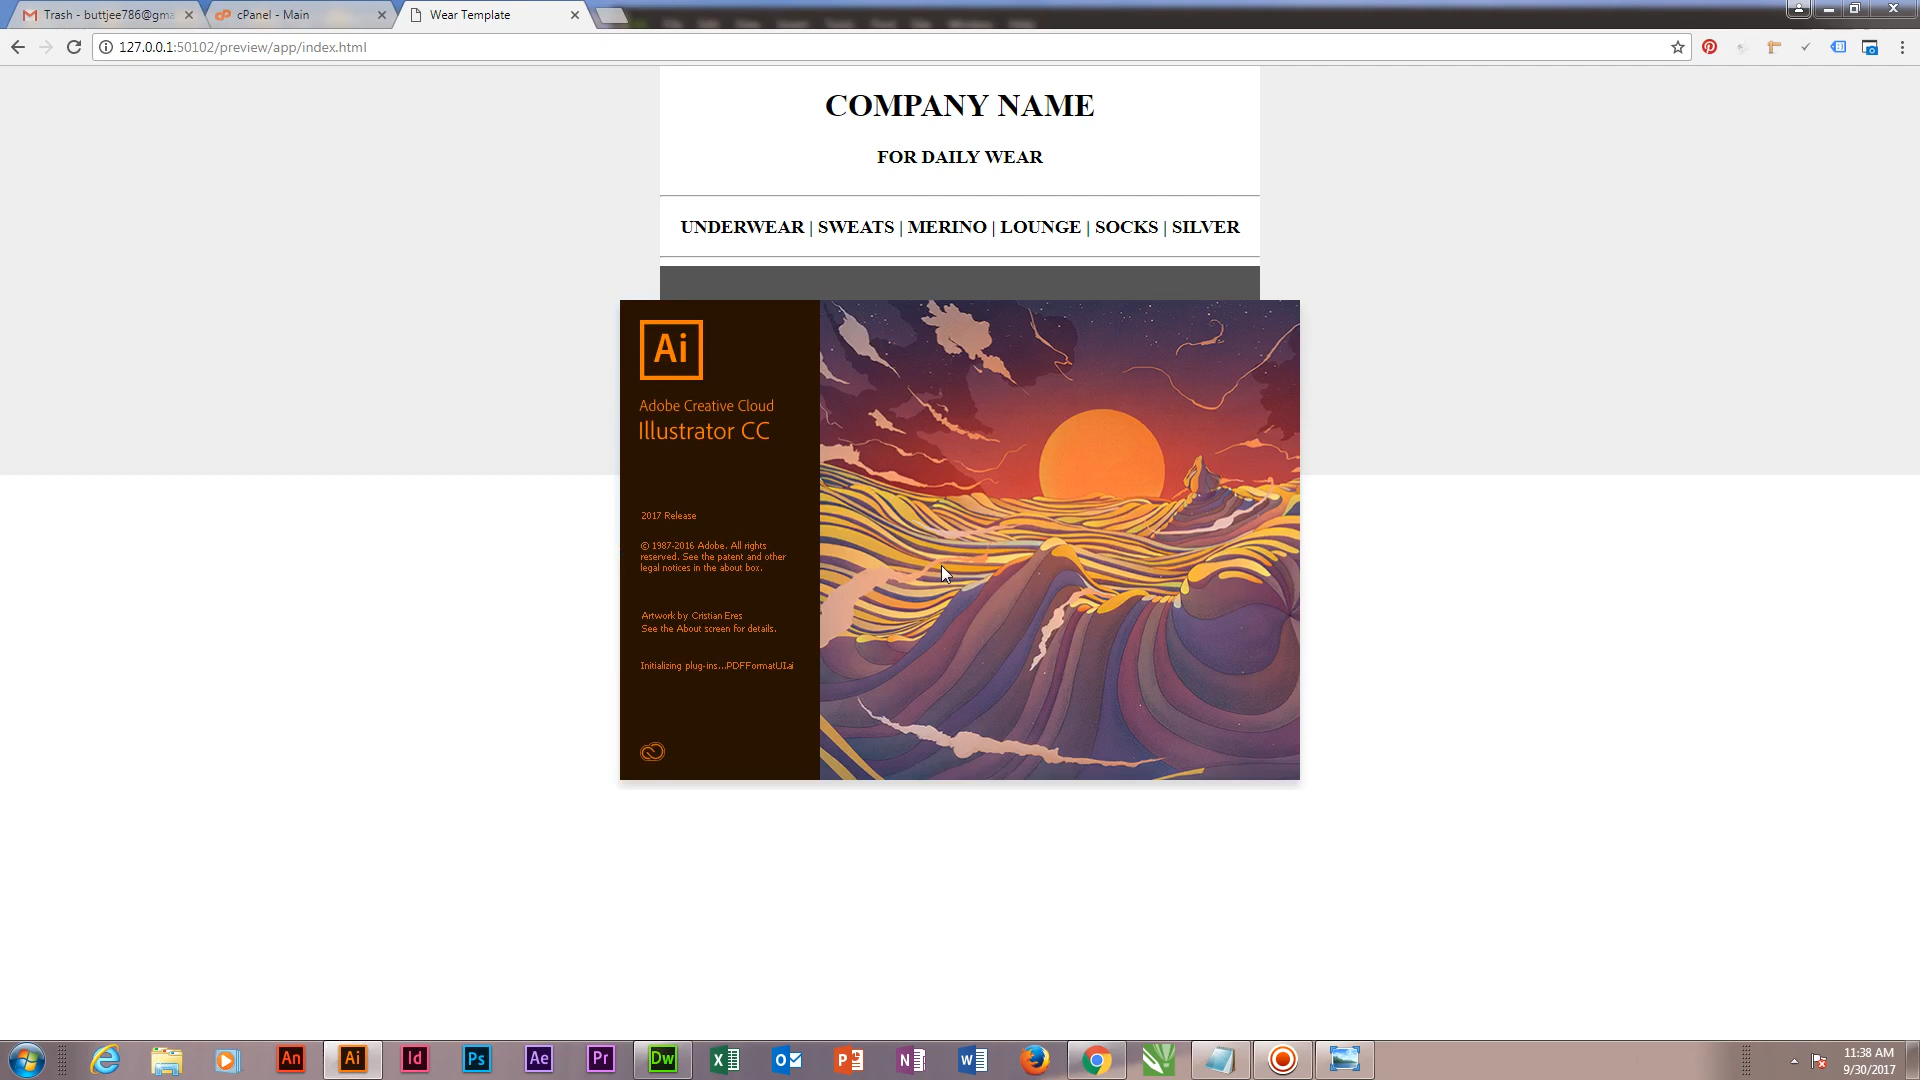 Trash - buttjee786@gma
cPanel - Main
Wear Template
127.0.0.1:50102/preview/app/index.html
COMPANY NAME
FOR DAILY WEAR
UNDERWEAR | SWEATS | MERINO | LOUNGE | SOCKS | SILVER
Ai
Adobe Creative Cloud
Illustrator CC
2017 Release
© 1987-2016 Adobe. All rights
reserved. See the patent and other
legal notices in the about box.
Artwork by Cristian Eres
See the About screen for details.
Initializing plug-ins...PDFFormatUI.ai
An Ai Id Ps Ae Pr Dw
11:38 AM
9/30/2017